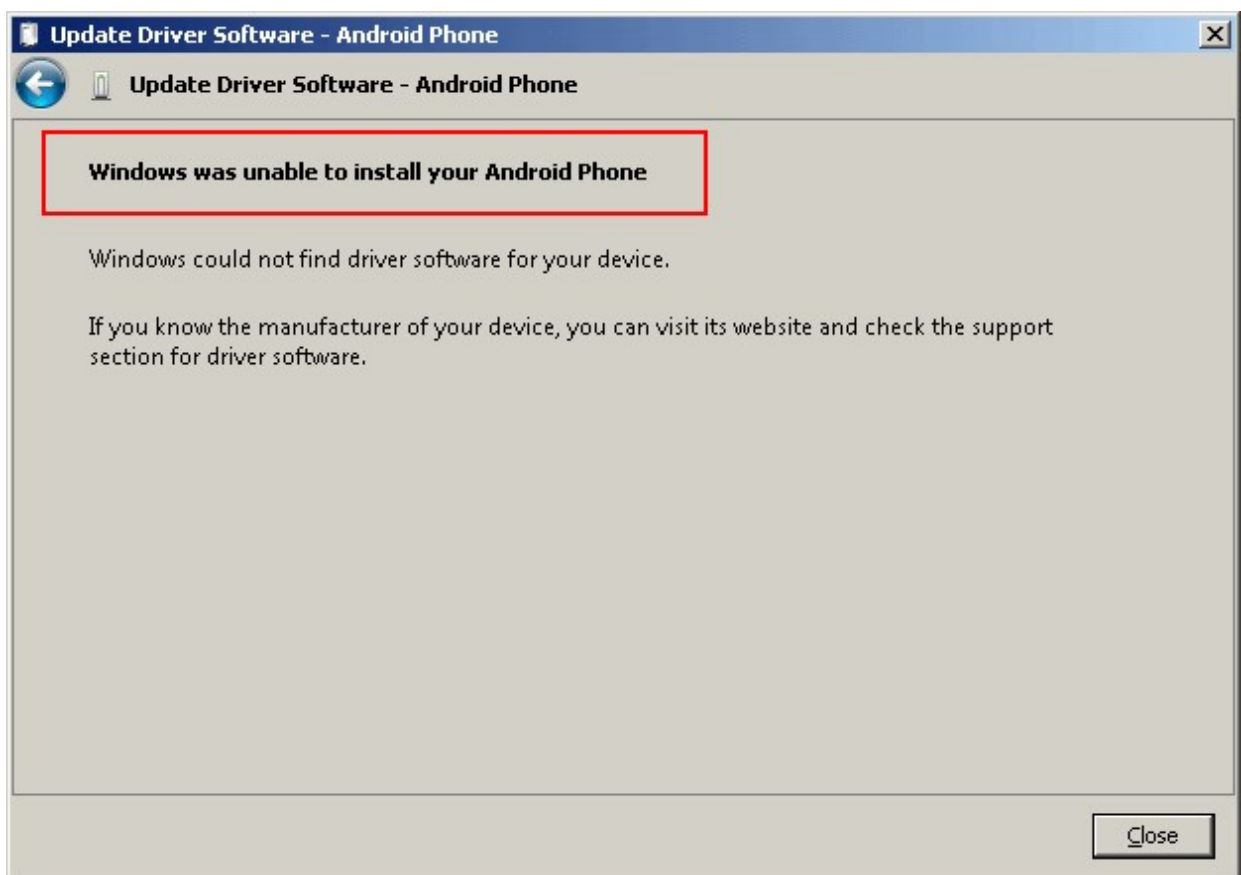 Update Driver Software - Android Phone
Update Driver Software - Android Phone
Windows was unable to install your Android Phone
Windows could not find driver software for your device.
If you know the manufacturer of your device, you can visit its website and check the support
section for driver software.
Close